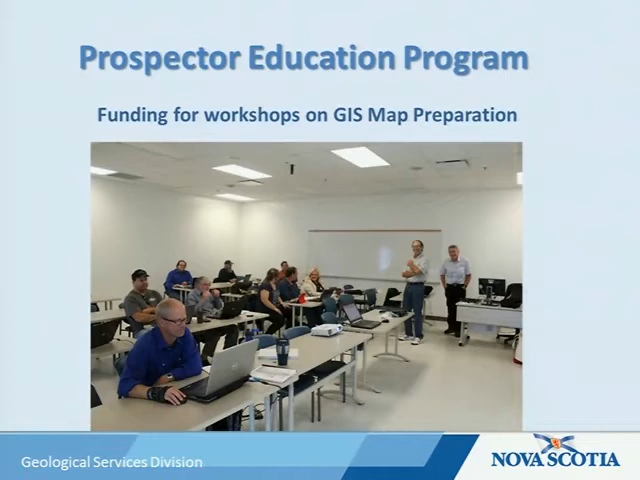 Prospector Education Program
Funding for workshops on GIS Map Preparation
Geological Services Division
NOVA SCOTIA